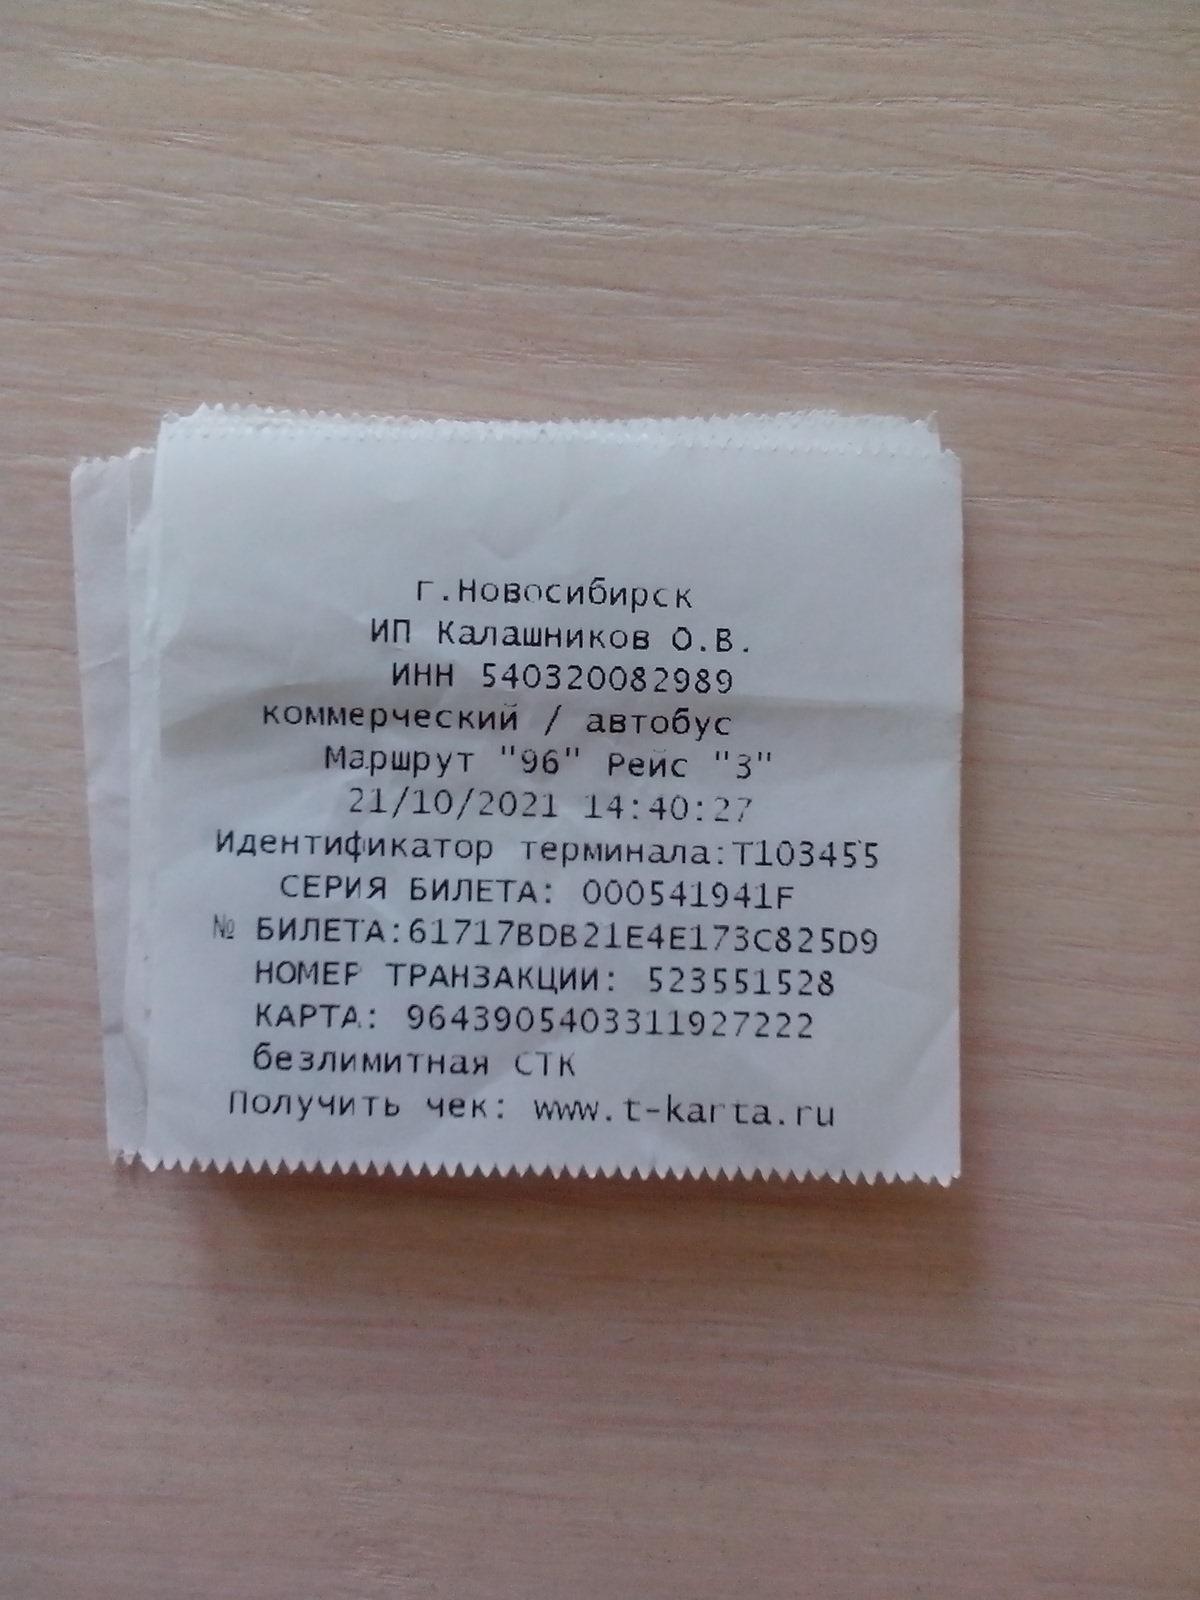 г.Новосибирск
ИП Калашников О.В.
ИНН 540320082989
коммерческий / автобус
Маршрут "96" Рейс "3"
21/10/2021 14:40:27
Идентификатор терминала:T103455
СЕРИЯ БИЛЕТА: 000541941F
№ БИЛЕТА:61717BDB21E4E173C825D9
НОМЕР ТРАНЗАКЦИИ: 523551528
КАРТА: 9643905403311927222
безлимитная СТК
Получить чек: www.t-karta.ru